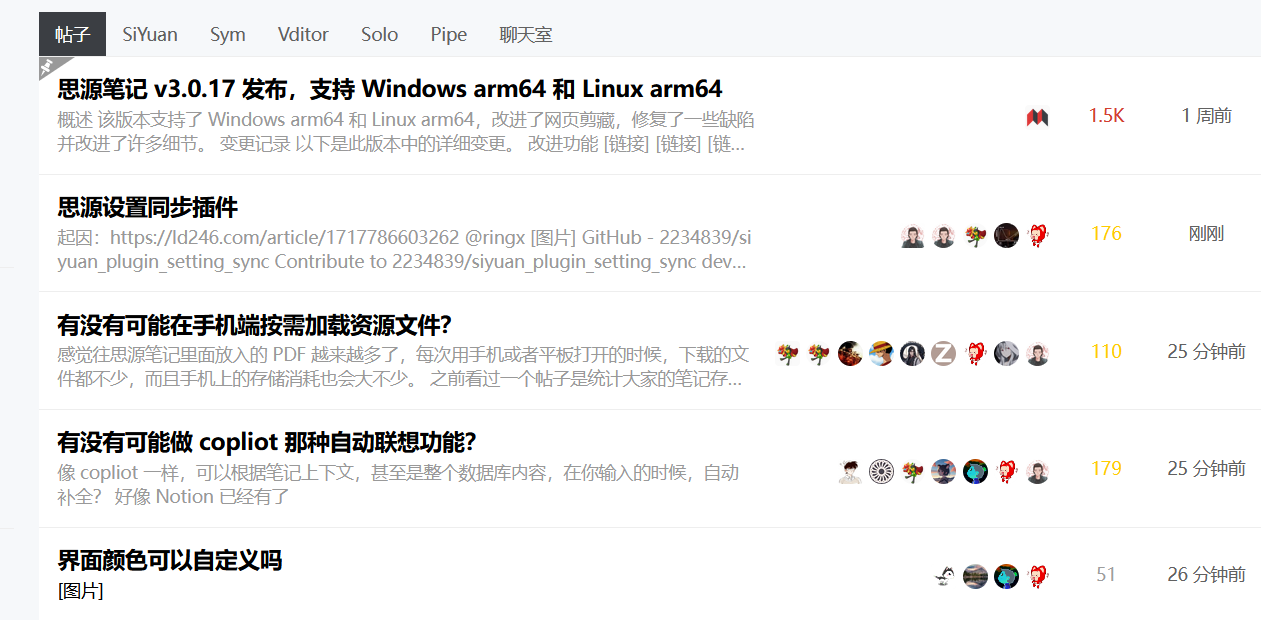 帖子 SiYuan Sym Vditor Solo Pipe 聊天室
思源笔记 v3.0.17 发布，支持 Windows arm64 和 Linux arm64
概述 该版本支持了 Windows arm64 和 Linux arm64，改进了网页剪藏，修复了一些缺陷
并改进了许多细节。 变更记录 以下是此版本中的详细变更。 改进功能 [链接] [链接] [链...
1.5K 1 周前
思源设置同步插件
起因：https://ld246.com/article/1717786603262 @ringx [图片] GitHub - 2234839/si
yuan_plugin_setting_sync Contribute to 2234839/siyuan_plugin_setting_sync dev...
176 刚刚
有没有可能在手机端按需加载资源文件？
感觉往思源笔记里面放入的 PDF 越来越多了，每次用手机或者平板打开的时候，下载的文
件都不少，而且手机上的存储消耗也会大不少。 之前看过一个帖子是统计大家的笔记存...
Z
110 25 分钟前
有没有可能做 copliot 那种自动联想功能？
像 copliot 一样，可以根据笔记上下文，甚至是整个数据库内容，在你输入的时候，自动
补全？ 好像 Notion 已经有了
179 25 分钟前
界面颜色可以自定义吗
[图片]
51 26 分钟前